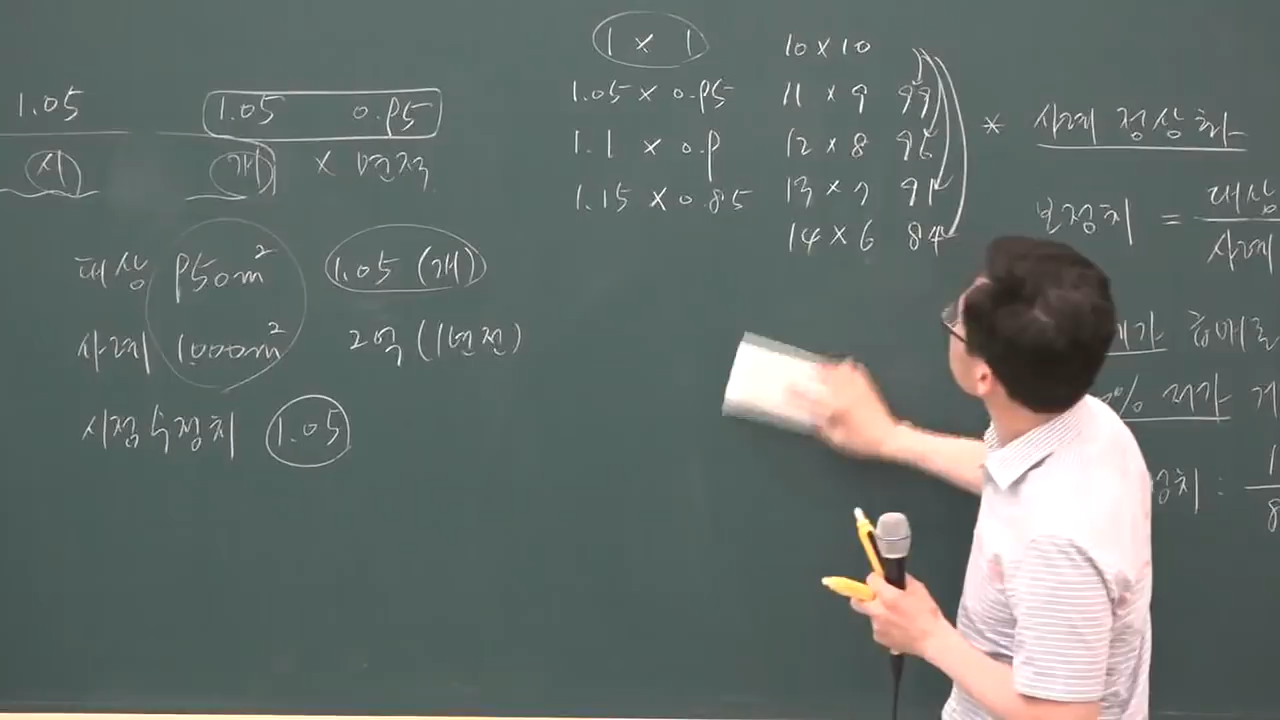 1.05
시
1.05 0.95
개 × 면적
대상 950m² 1.05 (개)
사례 1000m² 2억 (1년전)
시점수정치 1.05
1 × 1
1.05 × 0.95
1.1 × 0.9
1.15 × 0.85
10 × 10
11 × 9 99
12 × 8 96
13 × 7 91
14 × 6 84
* 사례 정상화
보정치 = 대상
사례
% 저가
8